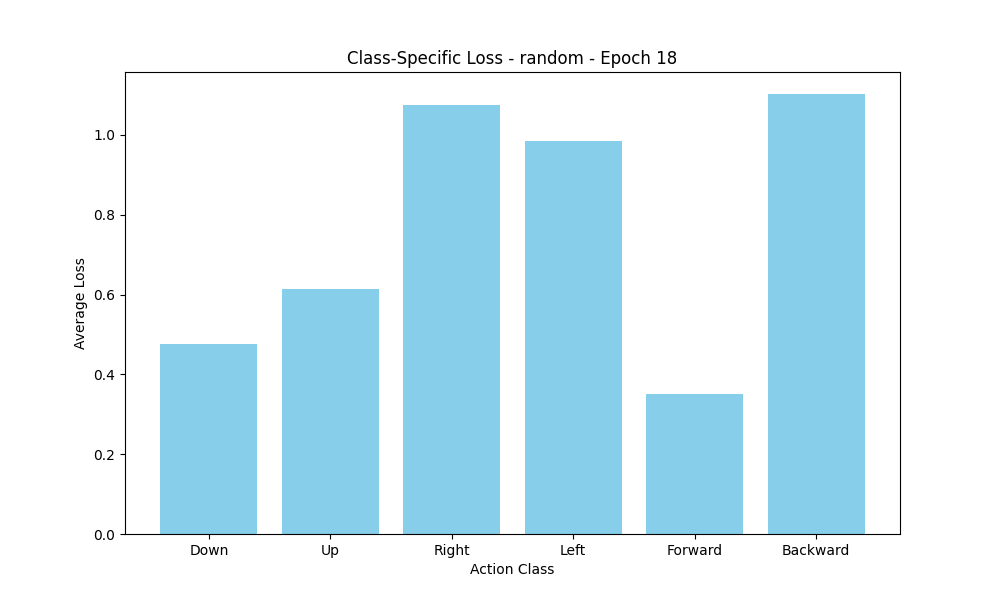 Class-Specific Loss - random - Epoch 18
Average Loss
1.0
0.8
0.6
0.4
0.2
0.0
Down Up Right Left Forward Backward
Action Class